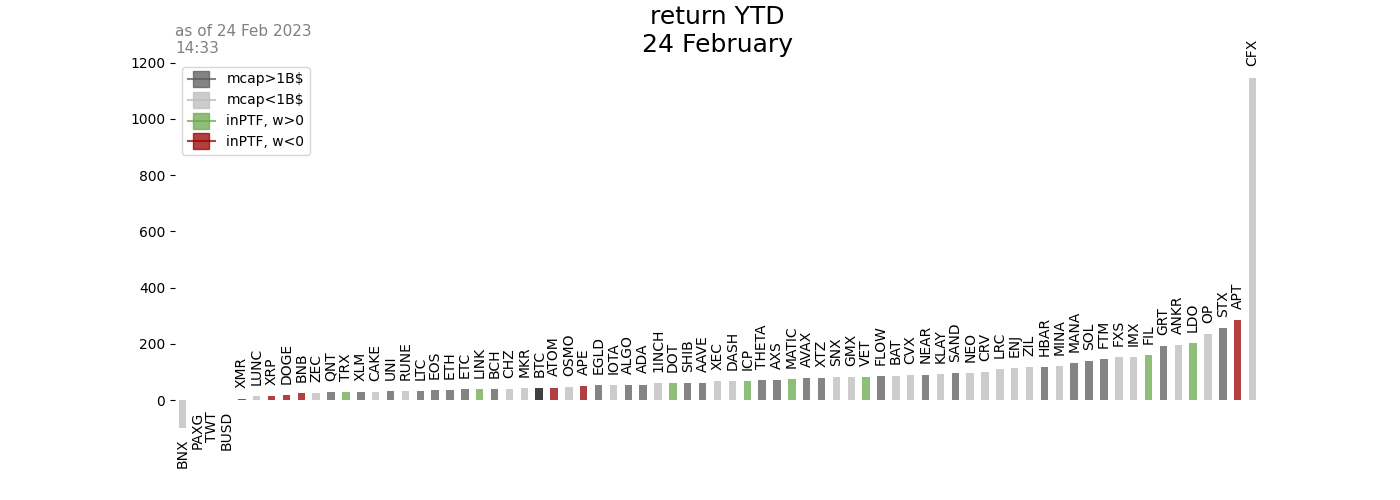 return YTD
24 February
as of 24 Feb 2023
14:33
mcap>1B$
mcap<1B$
inPTF, w>0
inPTF, w<0
1200
1000
800
600
400
200
0
BNX
PAXG
TWT
BUSD
XMR
LUNC
XRP
DOGE
BNB
ZEC
QNT
TRX
XLM
CAKE
UNI
RUNE
LTC
EOS
ETH
ETC
LINK
BCH
CHZ
MKR
BTC
ATOM
OSMO
APE
EGLD
IOTA
ALGO
ADA
1INCH
DOT
SHIB
AAVE
XEC
DASH
ICP
THETA
AXS
MATIC
AVAX
XTZ
SNX
GMX
VET
FLOW
BAT
CVX
NEAR
KLAY
SAND
NEO
CRV
LRC
ENJ
ZIL
HBAR
MINA
MANA
SOL
FTM
FXS
IMX
FIL
GRT
ANKR
LDO
OP
STX
APT
CFX